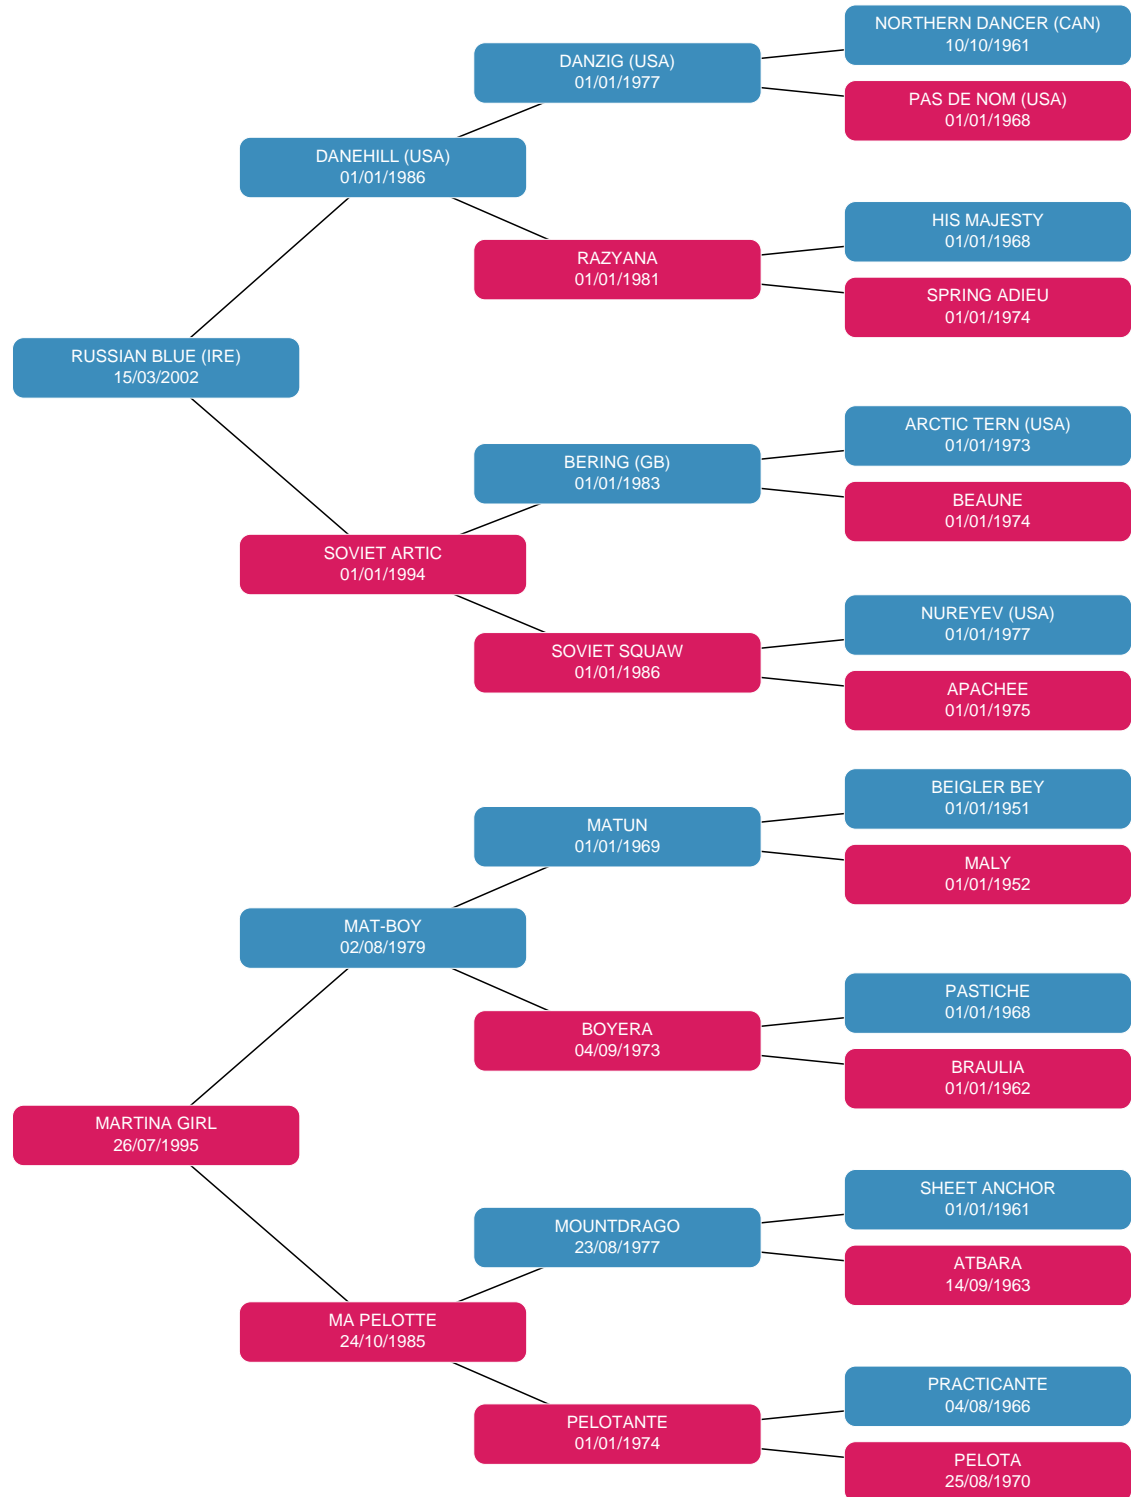 NORTHERN DANCER (CAN)
10/10/1961
DANZIG (USA)
01/01/1977
PAS DE NOM (USA)
01/01/1968
DANEHILL (USA)
01/01/1986
HIS MAJESTY
01/01/1968
RAZYANA
01/01/1981
SPRING ADIEU
01/01/1974
RUSSIAN BLUE (IRE)
15/03/2002
ARCTIC TERN (USA)
01/01/1973
BERING (GB)
01/01/1983
BEAUNE
01/01/1974
SOVIET ARTIC
01/01/1994
NUREYEV (USA)
01/01/1977
SOVIET SQUAW
01/01/1986
APACHEE
01/01/1975
BEIGLER BEY
01/01/1951
MATUN
01/01/1969
MALY
01/01/1952
MAT-BOY
02/08/1979
PASTICHE
01/01/1968
BOYERA
04/09/1973
BRAULIA
01/01/1962
MARTINA GIRL
26/07/1995
SHEET ANCHOR
01/01/1961
MOUNTDRAGO
23/08/1977
ATBARA
14/09/1963
MA PELOTTE
24/10/1985
PRACTICANTE
04/08/1966
PELOTANTE
01/01/1974
PELOTA
25/08/1970